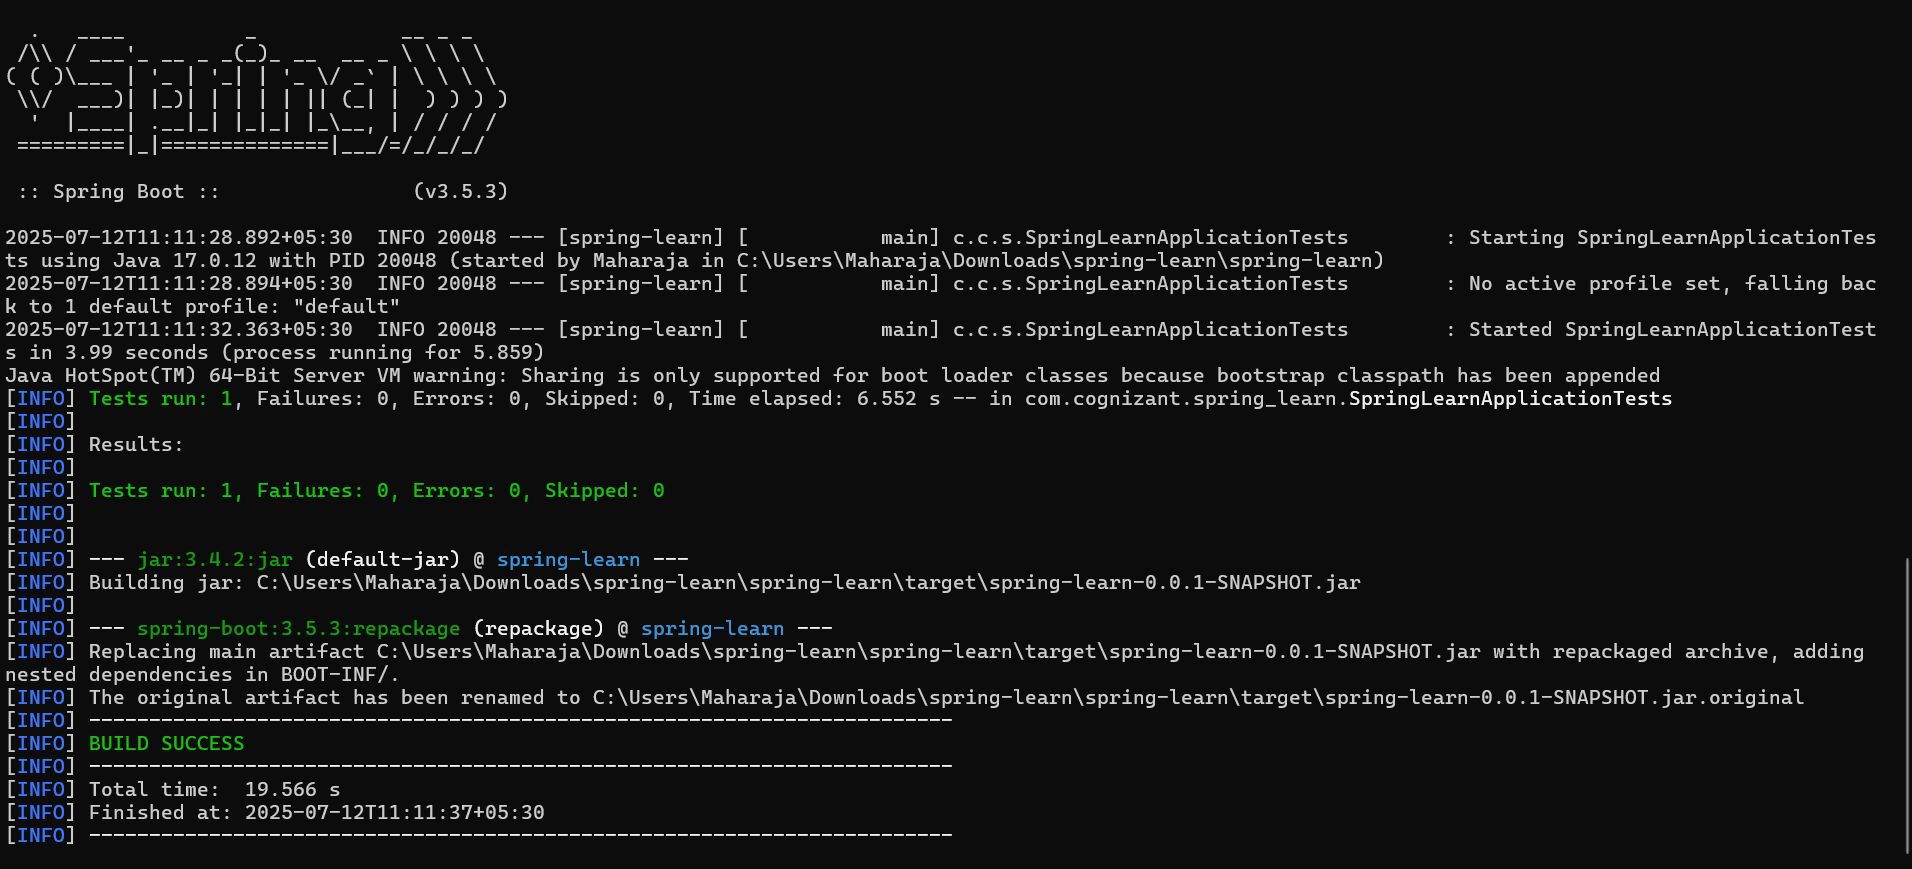 .   ____          _            __ _ _
 /\\ / ___'_ __ _ _(_)_ __  __ _ \ \ \ \
( ( )\___ | '_ | '_| | '_ \/ _` | \ \ \ \
 \\/  ___)| |_)| | | | | || (_| |  ) ) ) )
  '  |____| .__|_| |_|_| |_\__, | / / / /
 =========|_|==============|___/=/_/_/_/

 :: Spring Boot ::                (v3.5.3)

2025-07-12T11:11:28.892+05:30  INFO 20048 --- [spring-learn] [           main] c.c.s.SpringLearnApplicationTests        : Starting SpringLearnApplicationTes
ts using Java 17.0.12 with PID 20048 (started by Maharaja in C:\Users\Maharaja\Downloads\spring-learn\spring-learn)
2025-07-12T11:11:28.894+05:30  INFO 20048 --- [spring-learn] [           main] c.c.s.SpringLearnApplicationTests        : No active profile set, falling bac
k to 1 default profile: "default"
2025-07-12T11:11:32.363+05:30  INFO 20048 --- [spring-learn] [           main] c.c.s.SpringLearnApplicationTests        : Started SpringLearnApplicationTest
s in 3.99 seconds (process running for 5.859)
Java HotSpot(TM) 64-Bit Server VM warning: Sharing is only supported for boot loader classes because bootstrap classpath has been appended
[INFO] Tests run: 1, Failures: 0, Errors: 0, Skipped: 0, Time elapsed: 6.552 s -- in com.cognizant.spring_learn.SpringLearnApplicationTests
[INFO]
[INFO] Results:
[INFO]
[INFO] Tests run: 1, Failures: 0, Errors: 0, Skipped: 0
[INFO]
[INFO]
[INFO] --- jar:3.4.2:jar (default-jar) @ spring-learn ---
[INFO] Building jar: C:\Users\Maharaja\Downloads\spring-learn\spring-learn\target\spring-learn-0.0.1-SNAPSHOT.jar
[INFO]
[INFO] --- spring-boot:3.5.3:repackage (repackage) @ spring-learn ---
[INFO] Replacing main artifact C:\Users\Maharaja\Downloads\spring-learn\spring-learn\target\spring-learn-0.0.1-SNAPSHOT.jar with repackaged archive, adding
nested dependencies in BOOT-INF/.
[INFO] The original artifact has been renamed to C:\Users\Maharaja\Downloads\spring-learn\spring-learn\target\spring-learn-0.0.1-SNAPSHOT.jar.original
[INFO] ------------------------------------------------------------------------
[INFO] BUILD SUCCESS
[INFO] ------------------------------------------------------------------------
[INFO] Total time:  19.566 s
[INFO] Finished at: 2025-07-12T11:11:37+05:30
[INFO] ------------------------------------------------------------------------